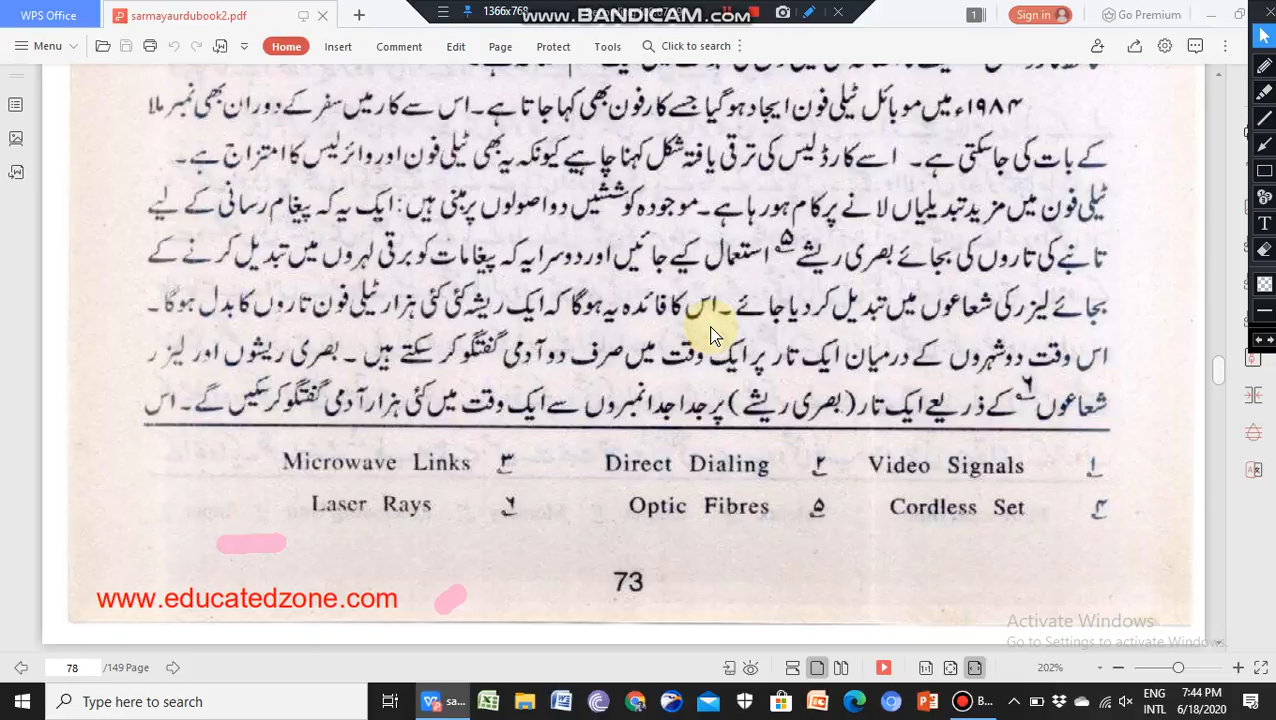 WPS Office
sarmayaurdubook2.pdf
1366x768
www.BANDICAM.com
1
Sign in
Go Premium
Menu
Home
Insert
Comment
Edit
Page
Protect
Tools
Click to search
۱۹۸۴ء میں موبائل ٹیلی فون ایجاد ہوگیا جسے کار فون بھی کہا جاتا ہے۔ اس سے کار میں سفر کے دوران بھی نمبر ملا
کے بات کی جاسکتی ہے۔ اسے کارڈلیس کی ترقی یافتہ شکل کہنا چاہیے کیونکہ یہ بھی ٹیلی فون اور وائرلیس کا امتزاج ہے۔
ٹیلی فون میں مزید تبدیلیاں لانے پر کام ہو رہا ہے۔ موجودہ کوششیں دو اصولوں پر مبنی ہیں: ایک یہ کہ پیغام رسانی کے لیے
تانبے کی تاروں کی بجائے بصری ریشے ۵ استعمال کیے جائیں اور دوسرا یہ کہ پیغامات کو برقی لہروں میں تبدیل کرنے کے
بجائے لیزر کی شعاعوں میں تبدیل کر دیا جائے۔ اس کا فائدہ یہ ہوگا کہ ایک ریشہ کئی کئی ہزار ٹیلی فون تاروں کا بدل ہوگا۔
اس وقت دو شہروں کے درمیان ایک تار پر ایک وقت میں صرف دو آدمی گفتگو کر سکتے ہیں۔ بصری ریشوں اور لیزر
شعاعوں ۶ کے ذریعے ایک تار (بصری ریشے) پر جدا جدا نمبروں سے ایک وقت میں کئی ہزار آدمی گفتگو کر سکیں گے۔ اس
۱ Video Signals ۲ Direct Dialing ۳ Microwave Links
۴ Cordless Set ۵ Optic Fibres ۶ Laser Rays
73
www.educatedzone.com
Activate Windows
Go to Settings to activate Windows.
78 /149 Page
202%
Type here to search
sa...
B...
ENG
INTL
7:44 PM
6/18/2020